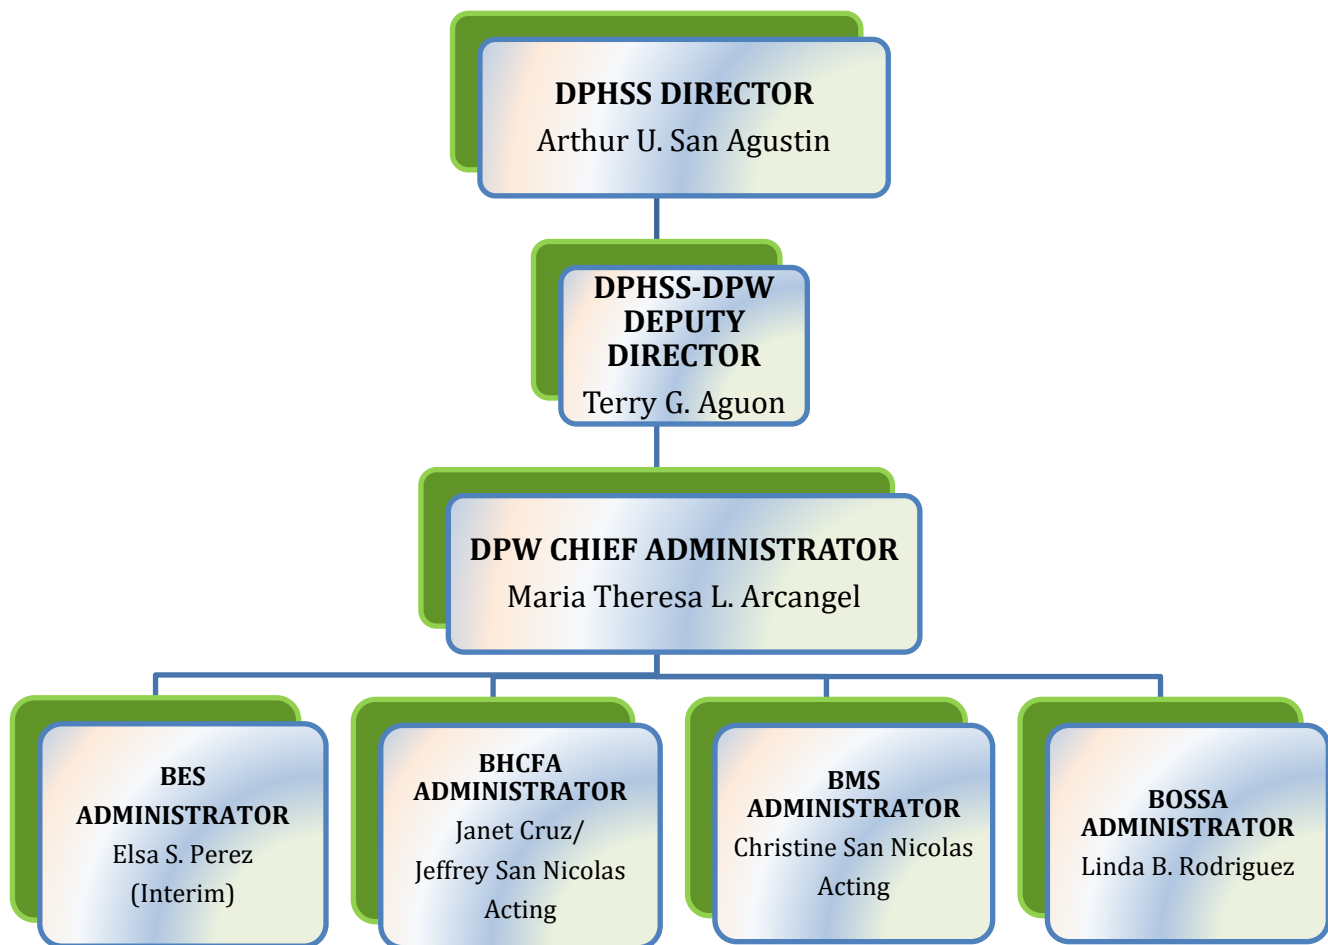 DPHSS DIRECTOR
Arthur U. San Agustin
DPHSS-DPW
DEPUTY
DIRECTOR
Terry G. Aguon
DPW CHIEF ADMINISTRATOR
Maria Theresa L. Arcangel
BES
ADMINISTRATOR
Elsa S. Perez
(Interim)
BHCFA
ADMINISTRATOR
Janet Cruz/
Jeffrey San Nicolas
Acting
BMS
ADMINISTRATOR
Christine San Nicolas
Acting
BOSSA
ADMINISTRATOR
Linda B. Rodriguez